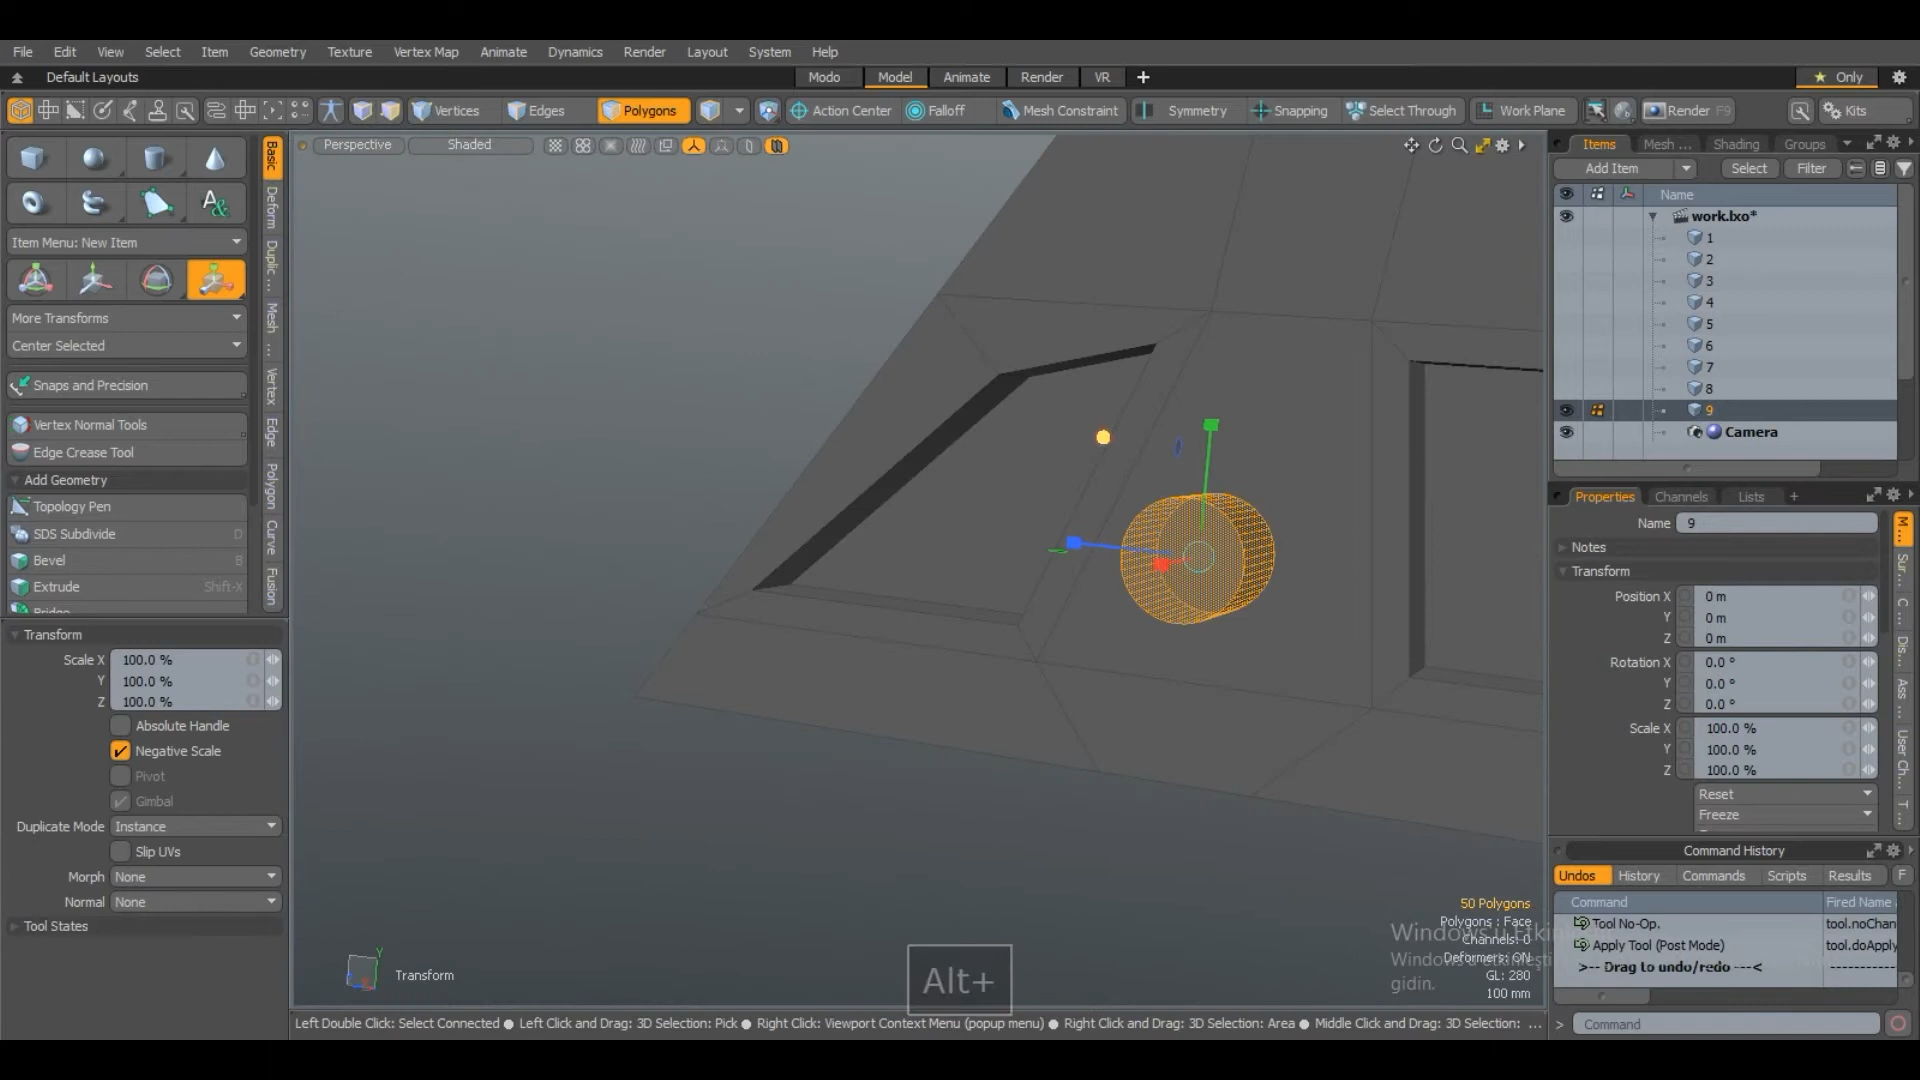 File Edit View Select Item Geometry Texture Vertex Map Animate Dynamics Render Layout System Help
Default Layouts Modo Model Animate Render VR + Only
Vertices Edges Polygons Action Center Falloff Mesh Constraint Symmetry Snapping Select Through Work Plane Render F9 Kits
Perspective Shaded
Basic
Deform
Duplic ...
Mesh ...
Vertex
Edge
Polygon
Curve
Fusion
Item Menu: New Item
More Transforms
Center Selected
Snaps and Precision
Vertex Normal Tools
Edge Crease Tool
Add Geometry
Topology Pen
SDS Subdivide D
Bevel B
Extrude Shift-X
Bridge
Transform
Scale X 100.0 %
Y 100.0 %
Z 100.0 %
Absolute Handle
Negative Scale
Pivot
Gimbal
Duplicate Mode Instance
Slip UVs
Morph None
Normal None
Tool States
Y
Transform
Alt+
50 Polygons
Polygons : Face
Channels: 0
Deformers: ON
GL: 280
100 mm
gidin.
Left Double Click: Select Connected ● Left Click and Drag: 3D Selection: Pick ● Right Click: Viewport Context Menu (popup menu) ● Right Click and Drag: 3D Selection: Area ● Middle Click and Drag: 3D Selection: ...
Items Mesh ... Shading Groups
Add Item Select Filter
Name
work.lxo*
1
2
3
4
5
6
7
8
9
Camera
Properties Channels Lists +
Name 9
Notes
Transform
Position X 0 m
Y 0 m
Z 0 m
Rotation X 0.0 °
Y 0.0 °
Z 0.0 °
Scale X 100.0 %
Y 100.0 %
Z 100.0 %
Reset
Freeze
M...
Sur...
C ...
Dis...
Ass ...
User Ch...
T ...
Command History
Undos History Commands Scripts Results F
Command Fired Name
Tool No-Op. tool.noChan
Apply Tool (Post Mode) tool.doApply
>-- Drag to undo/redo ---< -----------
> Command